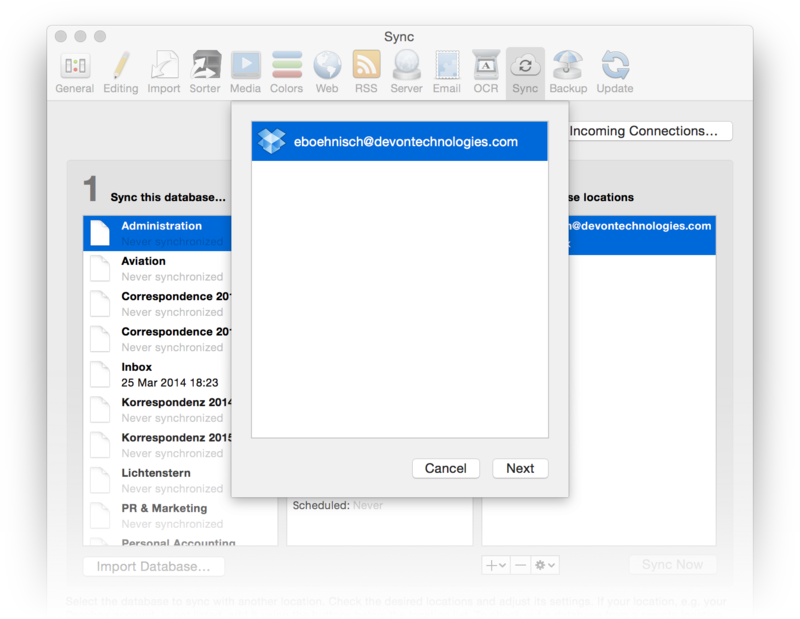 Sync
General Editing Import Sorter Media Colors Web RSS Server Email OCR Sync Backup Update
eboehnisch@devontechnologies.com
Incoming Connections…
1 Sync this database…
se locations
Administration
Never synchronized
@devontechnologies.com
Aviation
Never synchronized
Correspondence 201
Never synchronized
Correspondence 201
Never synchronized
Inbox
25 Mar 2014 18:23
Korrespondenz 2014
Never synchronized
Korrespondenz 2015
Never synchronized
Lichtenstern
Never synchronized
PR & Marketing
Never synchronized
Personal Accounting
Cancel Next
Scheduled: Never
Import Database…
Sync Now
Select the database to sync with another location. Check the desired locations and adjust its settings. If your location, e.g., your